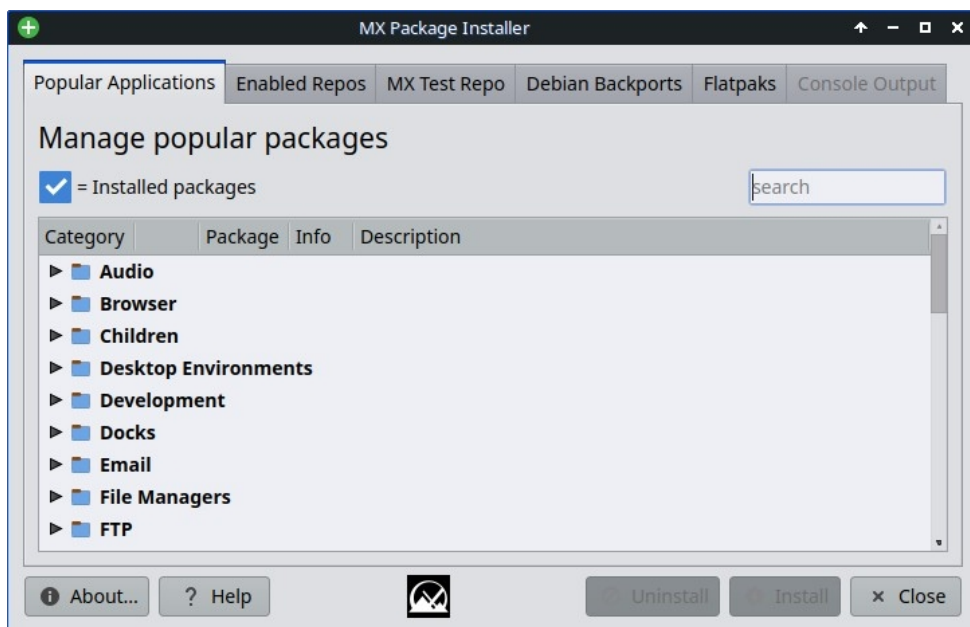 MX Package Installer
Popular Applications Enabled Repos MX Test Repo Debian Backports Flatpaks Console Output
Manage popular packages
= Installed packages
search
Category Package Info Description
Audio
Browser
Children
Desktop Environments
Development
Docks
Email
File Managers
FTP
About... ? Help Uninstall Install Close